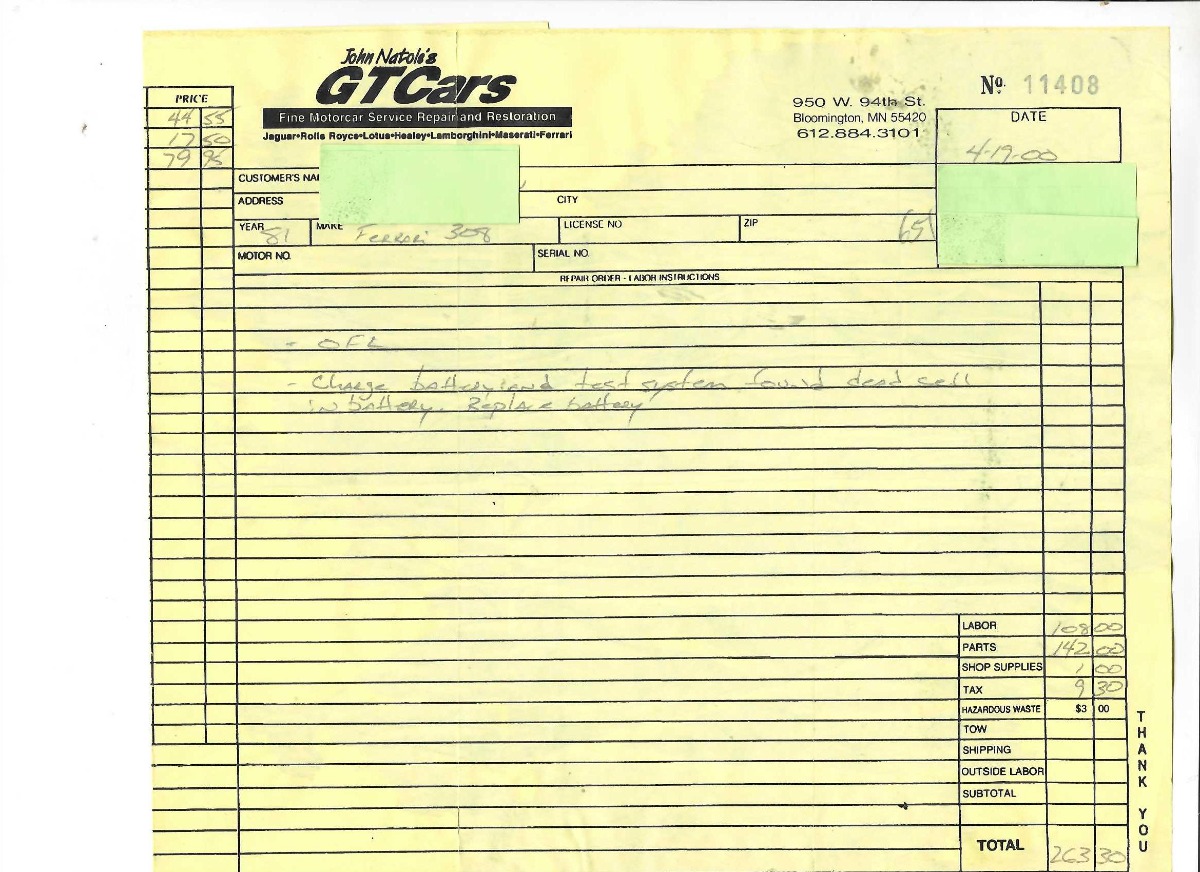 John Natole's
GTCars
Fine Motorcar Service Repair and Restoration
Jaguar•Rolls Royce•Lotus•Healey•Lamborghini•Maserati•Ferrari
950 W. 94th St.
Bloomington, MN 55420
612.884.3101
No. 11408
DATE
4-19-00
PRICE
44 55
17 50
79 95
CUSTOMER'S NA
ADDRESS
CITY
YEAR 81
MAKE Ferrari 308
LICENSE NO
ZIP
MOTOR NO.
SERIAL NO.
REPAIR ORDER - LABOR INSTRUCTIONS
- OFL
- Charge battery and test system found dead cell
in battery. Replace battery
LABOR 108 00
PARTS 142 00
SHOP SUPPLIES 1 00
TAX 9 30
HAZARDOUS WASTE $3 00
TOW
SHIPPING
OUTSIDE LABOR
SUBTOTAL
TOTAL 263 30
THANK YOU